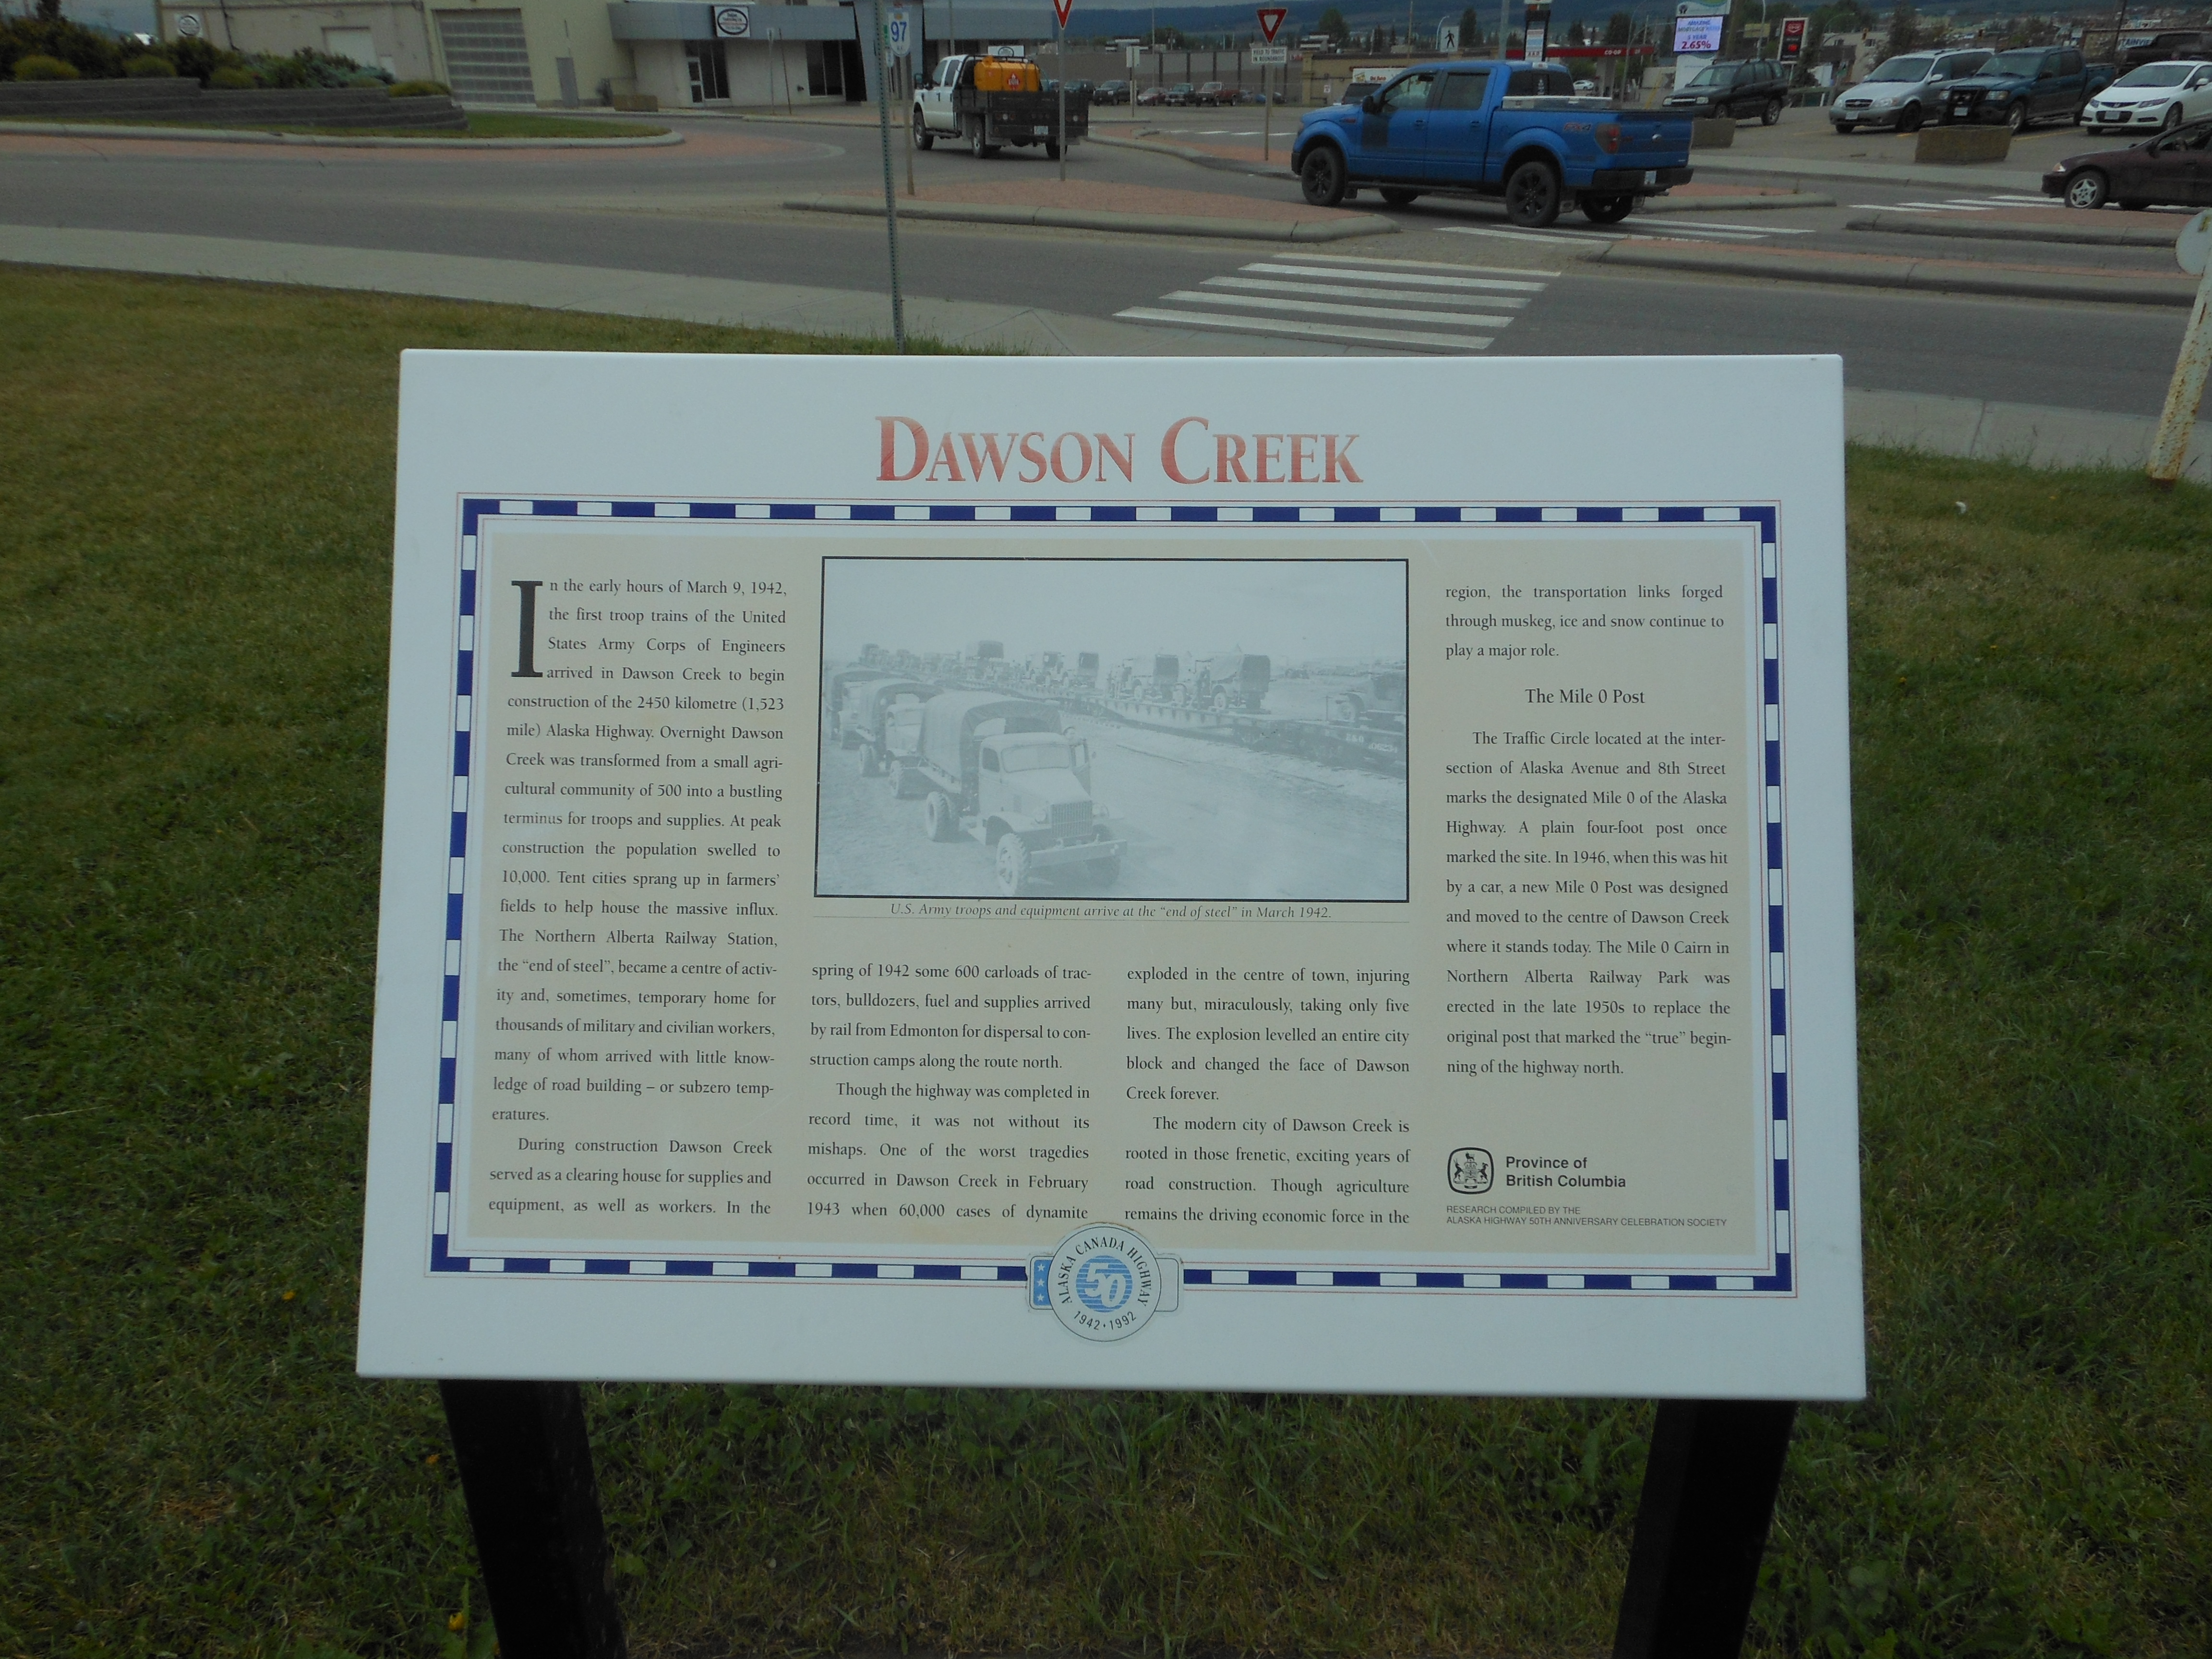 97
2.65%
CO-OP
DAWSON CREEK
In the early hours of March 9, 1942,
the first troop trains of the United
States Army Corps of Engineers
arrived in Dawson Creek to begin
construction of the 2450 kilometre (1,523
mile) Alaska Highway. Overnight Dawson
Creek was transformed from a small agri-
cultural community of 500 into a bustling
terminus for troops and supplies. At peak
construction the population swelled to
10,000. Tent cities sprang up in farmers'
fields to help house the massive influx.
The Northern Alberta Railway Station,
the "end of steel", became a centre of activ-
ity and, sometimes, temporary home for
thousands of military and civilian workers,
many of whom arrived with little know-
ledge of road building – or subzero temp-
eratures.
During construction Dawson Creek
served as a clearing house for supplies and
equipment, as well as workers. In the
U.S. Army troops and equipment arrive at the "end of steel" in March 1942.
spring of 1942 some 600 carloads of trac-
tors, bulldozers, fuel and supplies arrived
by rail from Edmonton for dispersal to con-
struction camps along the route north.
Though the highway was completed in
record time, it was not without its
mishaps. One of the worst tragedies
occurred in Dawson Creek in February
1943 when 60,000 cases of dynamite
exploded in the centre of town, injuring
many but, miraculously, taking only five
lives. The explosion levelled an entire city
block and changed the face of Dawson
Creek forever.
The modern city of Dawson Creek is
rooted in those frenetic, exciting years of
road construction. Though agriculture
remains the driving economic force in the
region, the transportation links forged
through muskeg, ice and snow continue to
play a major role.
The Mile 0 Post
The Traffic Circle located at the inter-
section of Alaska Avenue and 8th Street
marks the designated Mile 0 of the Alaska
Highway. A plain four-foot post once
marked the site. In 1946, when this was hit
by a car, a new Mile 0 Post was designed
and moved to the centre of Dawson Creek
where it stands today. The Mile 0 Cairn in
Northern Alberta Railway Park was
erected in the late 1950s to replace the
original post that marked the "true" begin-
ning of the highway north.
Province of
British Columbia
RESEARCH COMPILED BY THE
ALASKA HIGHWAY 50TH ANNIVERSARY CELEBRATION SOCIETY
ALASKA CANADA HIGHWAY
50
1942 • 1992